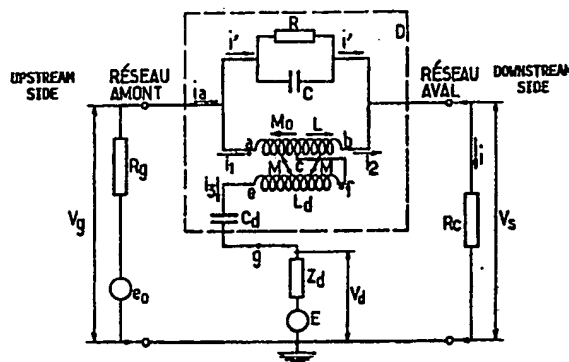 R
D
i'
i'
UPSTREAM
SIDE
RÉSEAU
AMONT
ia
C
RÉSEAU
AVAL
DOWNSTREAM
SIDE
Mo
L
a
b
i1
c
i2
i
M
M
Rg
i3
e
f
Ld
Vg
Cd
Rc
Vs
g
Zd
Vd
eo
E